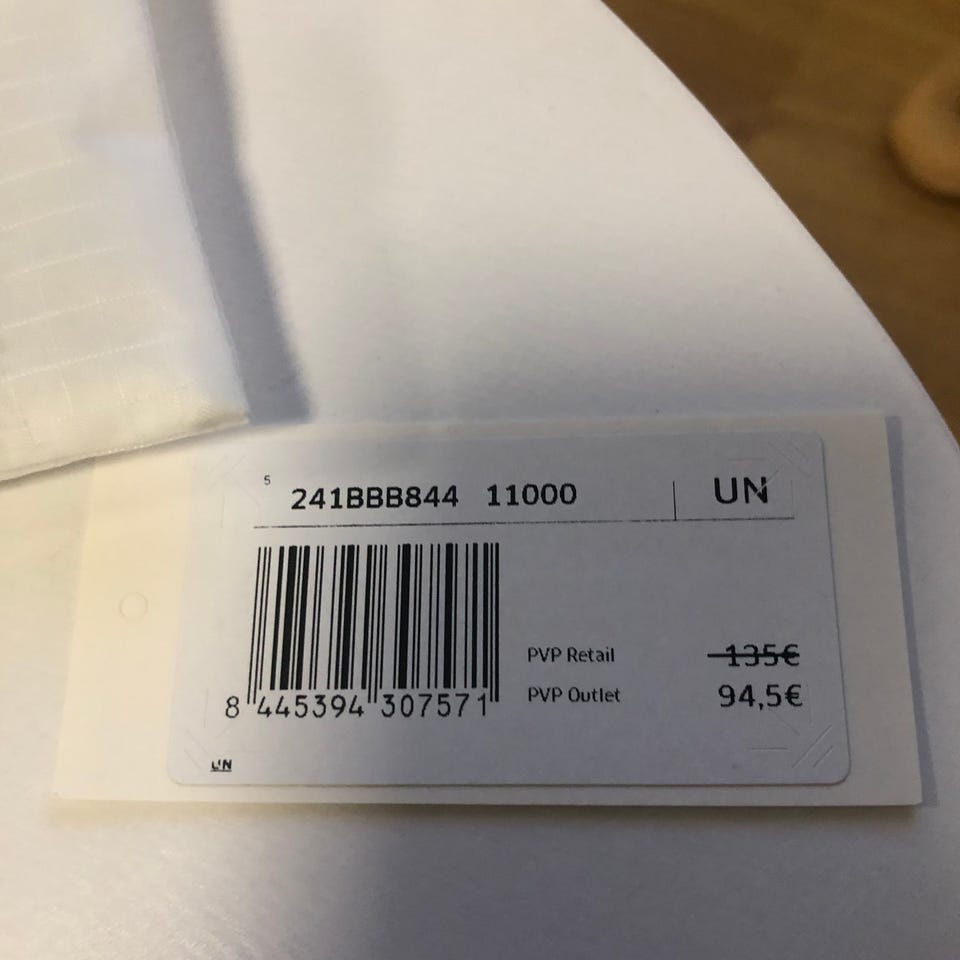 5 241BBB844 11000 UN
PVP Retail 135€
PVP Outlet 94,5€
8 445394 307571
UN